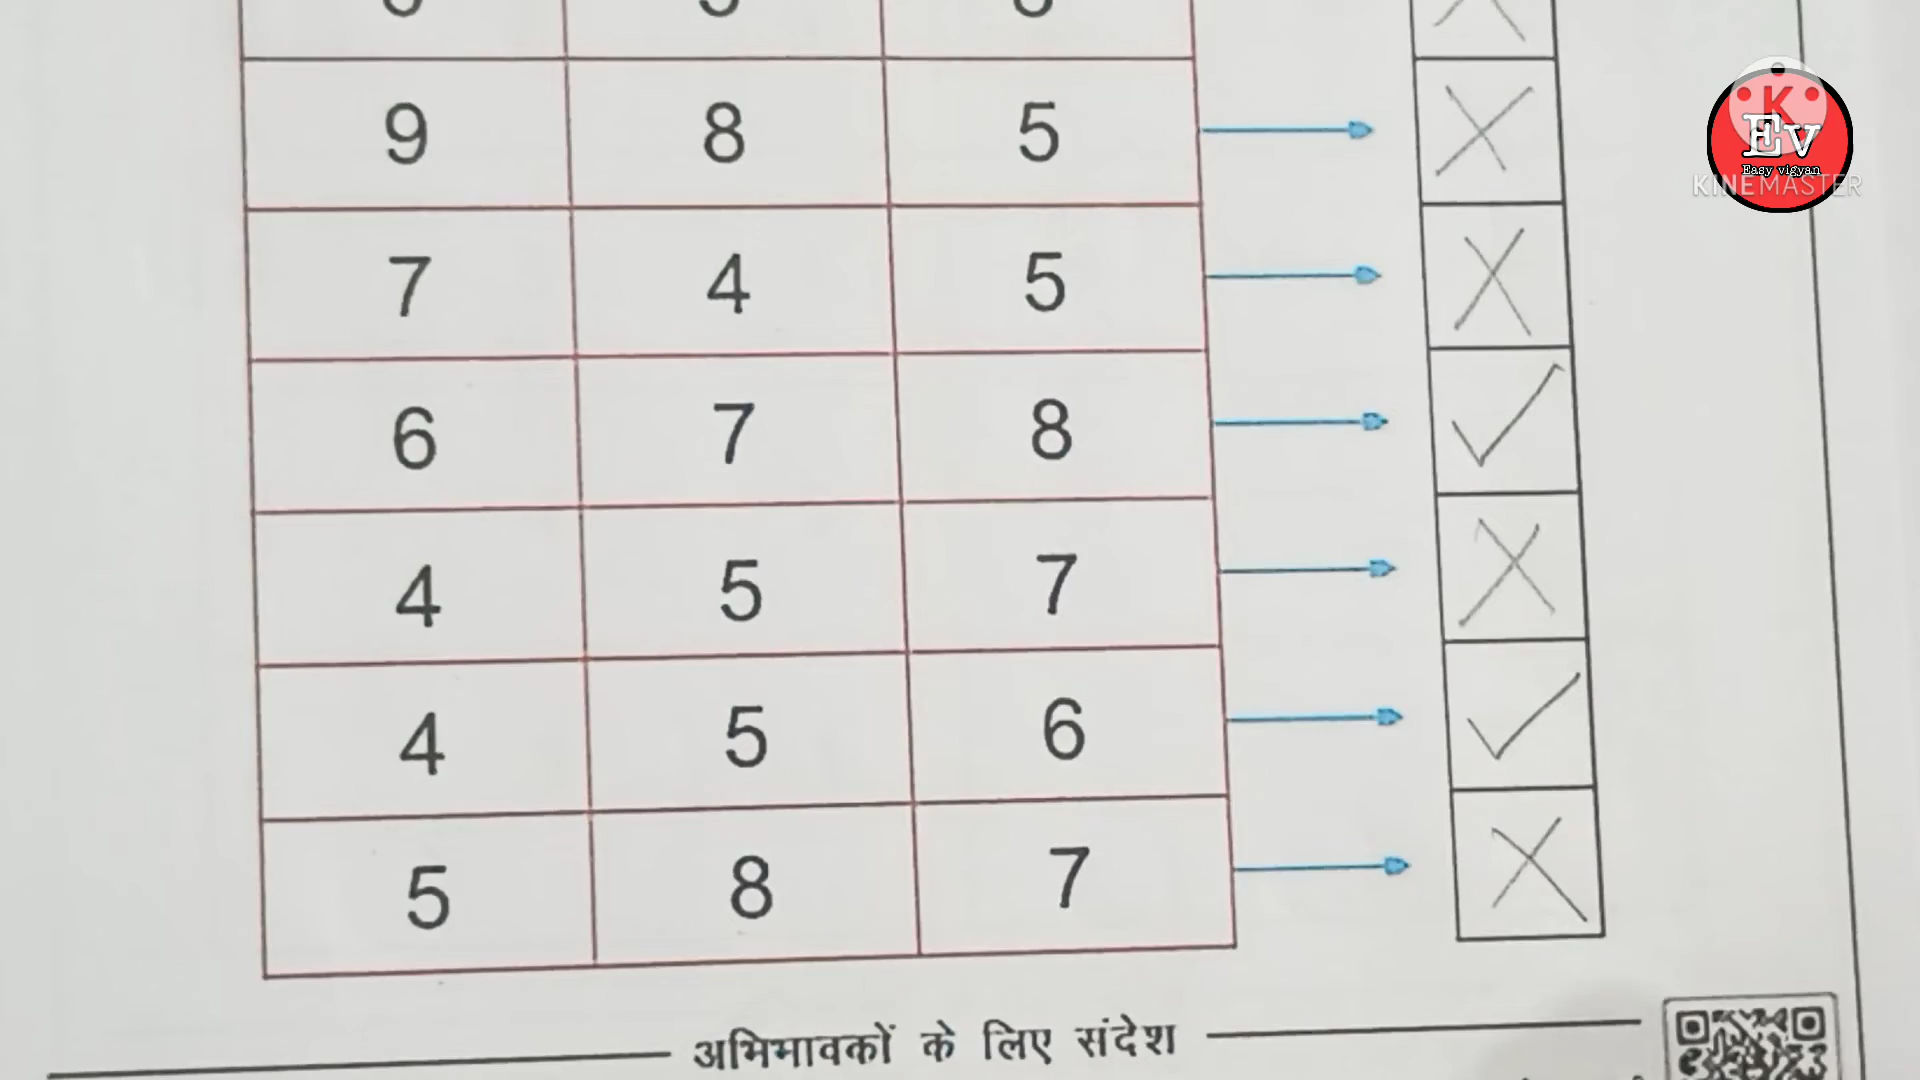 9 8 5
7 4 5
6 7 8
4 5 7
4 5 6
5 8 7
अभिभावकों के लिए संदेश
K
Ev
Easy vigyan
KINEMASTER